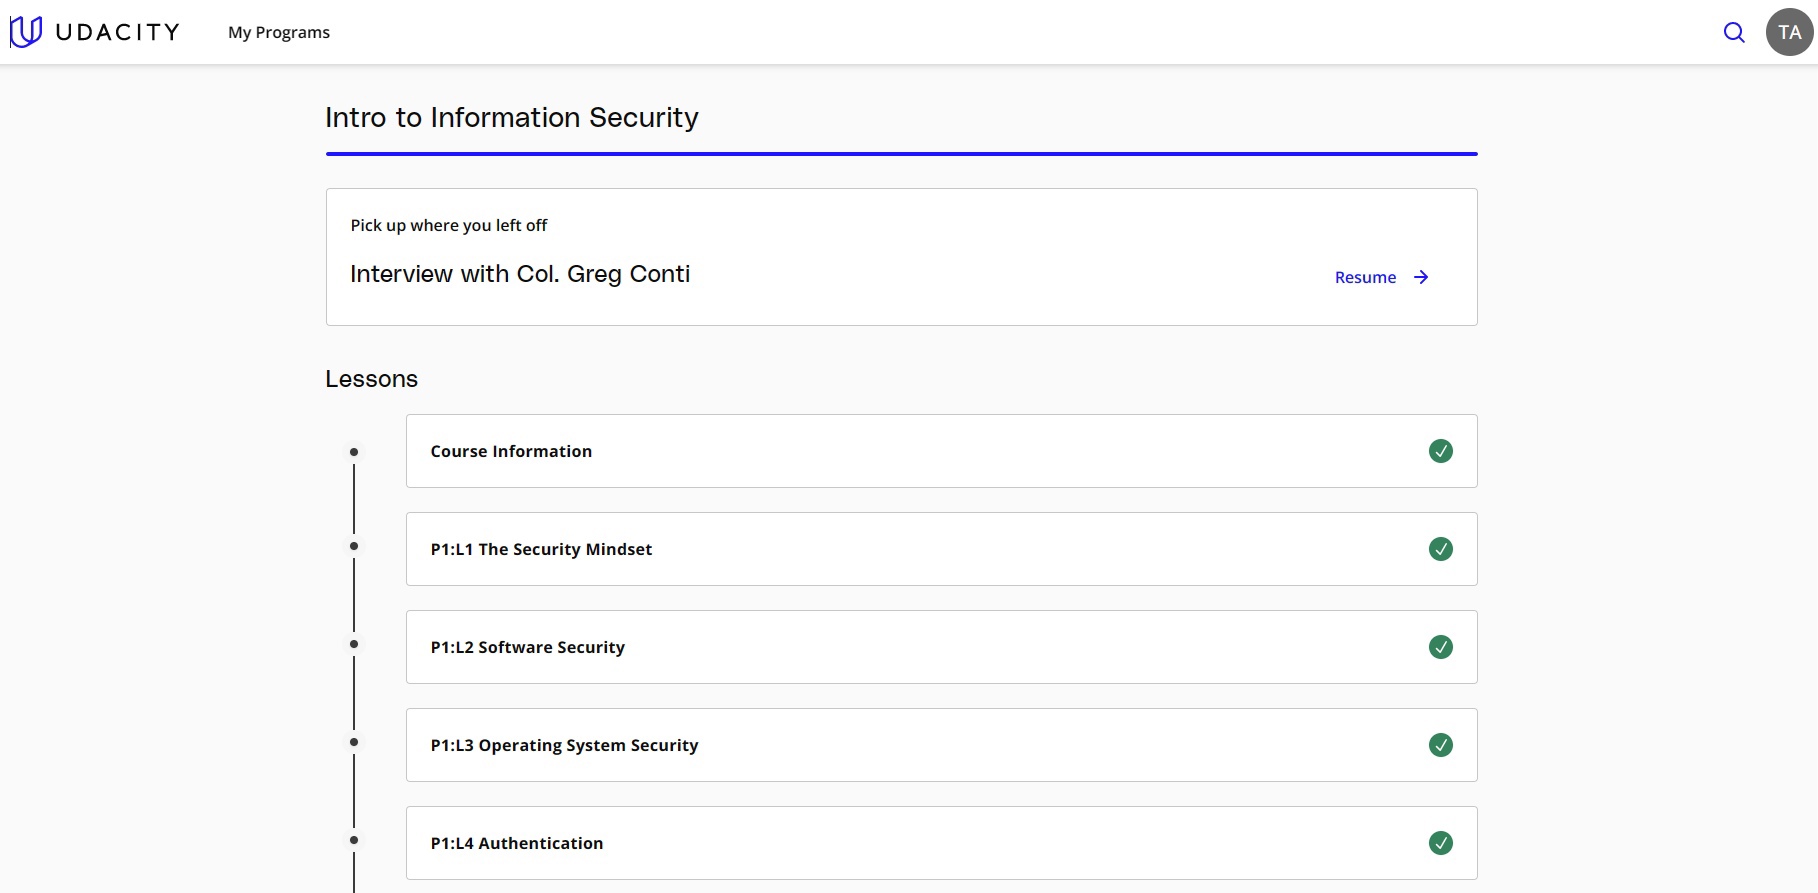 UDACITY
My Programs
TA
Intro to Information Security
Pick up where you left off
Interview with Col. Greg Conti
Resume
Lessons
Course Information
P1:L1 The Security Mindset
P1:L2 Software Security
P1:L3 Operating System Security
P1:L4 Authentication